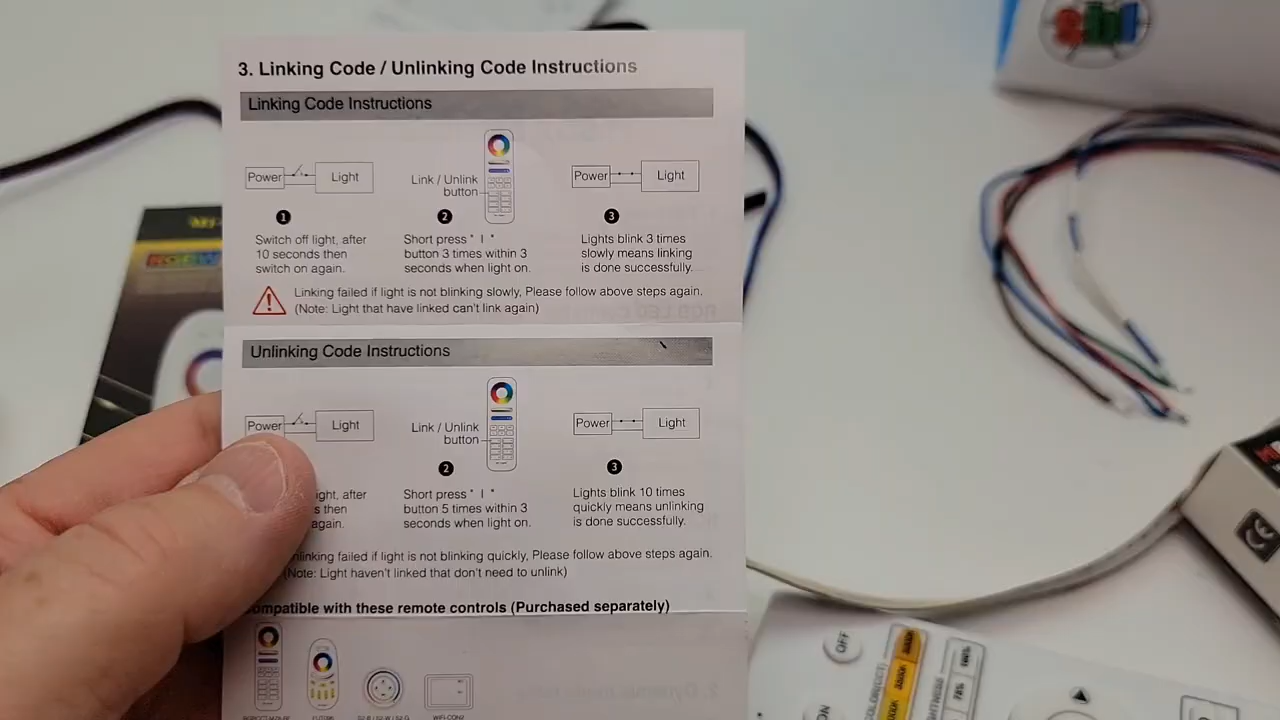 3. Linking Code / Unlinking Code Instructions
Linking Code Instructions
Power
Light
Link / Unlink
button
Power
Light
1
Switch off light, after
10 seconds then
switch on again.
2
Short press " I "
button 3 times within 3
seconds when light on.
3
Lights blink 3 times
slowly means linking
is done successfully.
Linking failed if light is not blinking slowly, Please follow above steps again.
(Note: Light that have linked can't link again)
Unlinking Code Instructions
Power
Light
Link / Unlink
button
Power
Light
ight, after
s then
again.
2
Short press " I "
button 5 times within 3
seconds when light on.
3
Lights blink 10 times
quickly means unlinking
is done successfully.
nlinking failed if light is not blinking quickly, Please follow above steps again.
(Note: Light haven't linked that don't need to unlink)
ompatible with these remote controls (Purchased separately)
OFF
ON